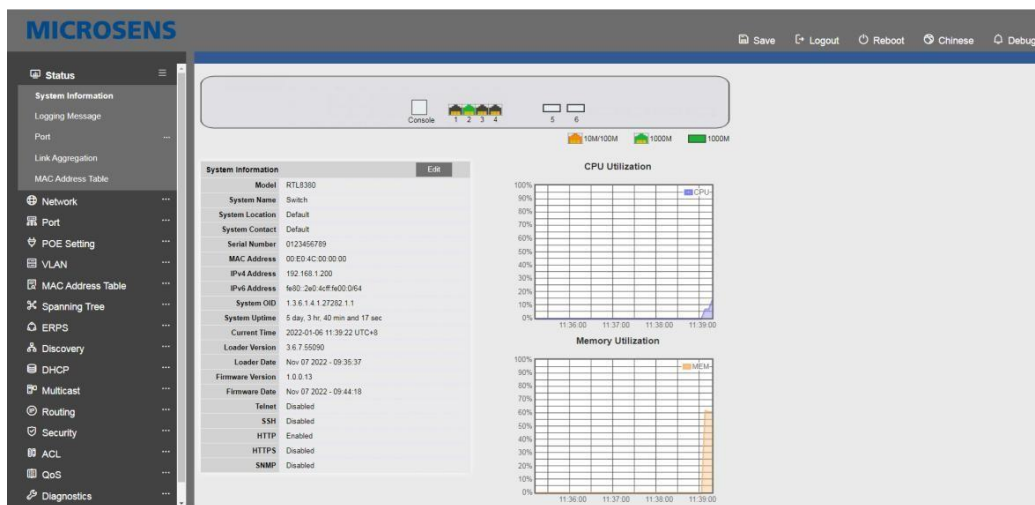 MICROSENS
Save Logout Reboot Chinese Debug
Status
System Information
Logging Message
Port
Link Aggregation
MAC Address Table
Network
Port
POE Setting
VLAN
MAC Address Table
Spanning Tree
ERPS
Discovery
DHCP
Multicast
Routing
Security
ACL
QoS
Diagnostics
Console 1 2 3 4 5 6
10M/100M 1000M 1000M
System Information Edit
Model RTL8380
System Name Switch
System Location Default
System Contact Default
Serial Number 0123456789
MAC Address 00:E0:4C:00:00:00
IPv4 Address 192.168.1.200
IPv6 Address fe80::2e0:4cff:fe00:0/64
System OID 1.3.6.1.4.1.27282.1.1
System Uptime 5 day, 3 hr, 40 min and 17 sec
Current Time 2022-01-06 11:39:22 UTC+8
Loader Version 3.6.7.55090
Loader Date Nov 07 2022 - 09:35:37
Firmware Version 1.0.0.13
Firmware Date Nov 07 2022 - 09:44:18
Telnet Disabled
SSH Disabled
HTTP Enabled
HTTPS Disabled
SNMP Disabled
CPU Utilization
CPU
100%
90%
80%
70%
60%
50%
40%
30%
20%
10%
0%
11:36:00 11:37:00 11:38:00 11:39:00
Memory Utilization
MEM
100%
90%
80%
70%
60%
50%
40%
30%
20%
10%
0%
11:36:00 11:37:00 11:38:00 11:39:00